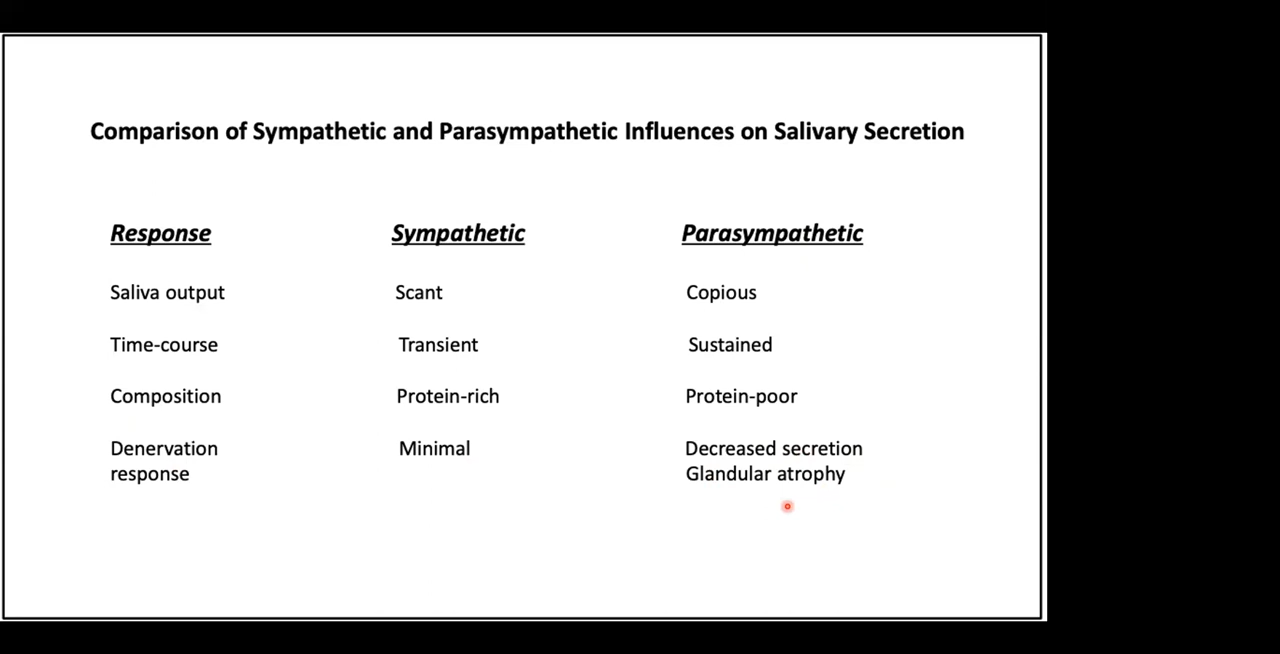 Comparison of Sympathetic and Parasympathetic Influences on Salivary Secretion
Response Sympathetic Parasympathetic
Saliva output Scant Copious
Time-course Transient Sustained
Composition Protein-rich Protein-poor
Denervation Minimal Decreased secretion
response Glandular atrophy